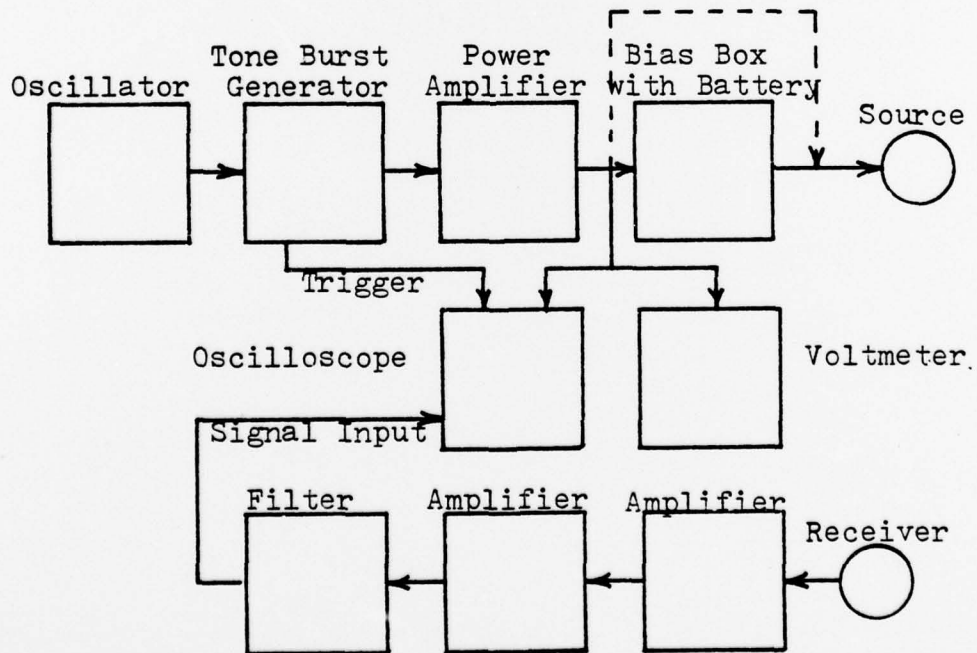 Oscillator
Tone Burst
Generator
Power
Amplifier
Bias Box
with Battery
Source
Trigger
Oscilloscope
Voltmeter
Signal Input
Filter
Amplifier
Amplifier
Receiver